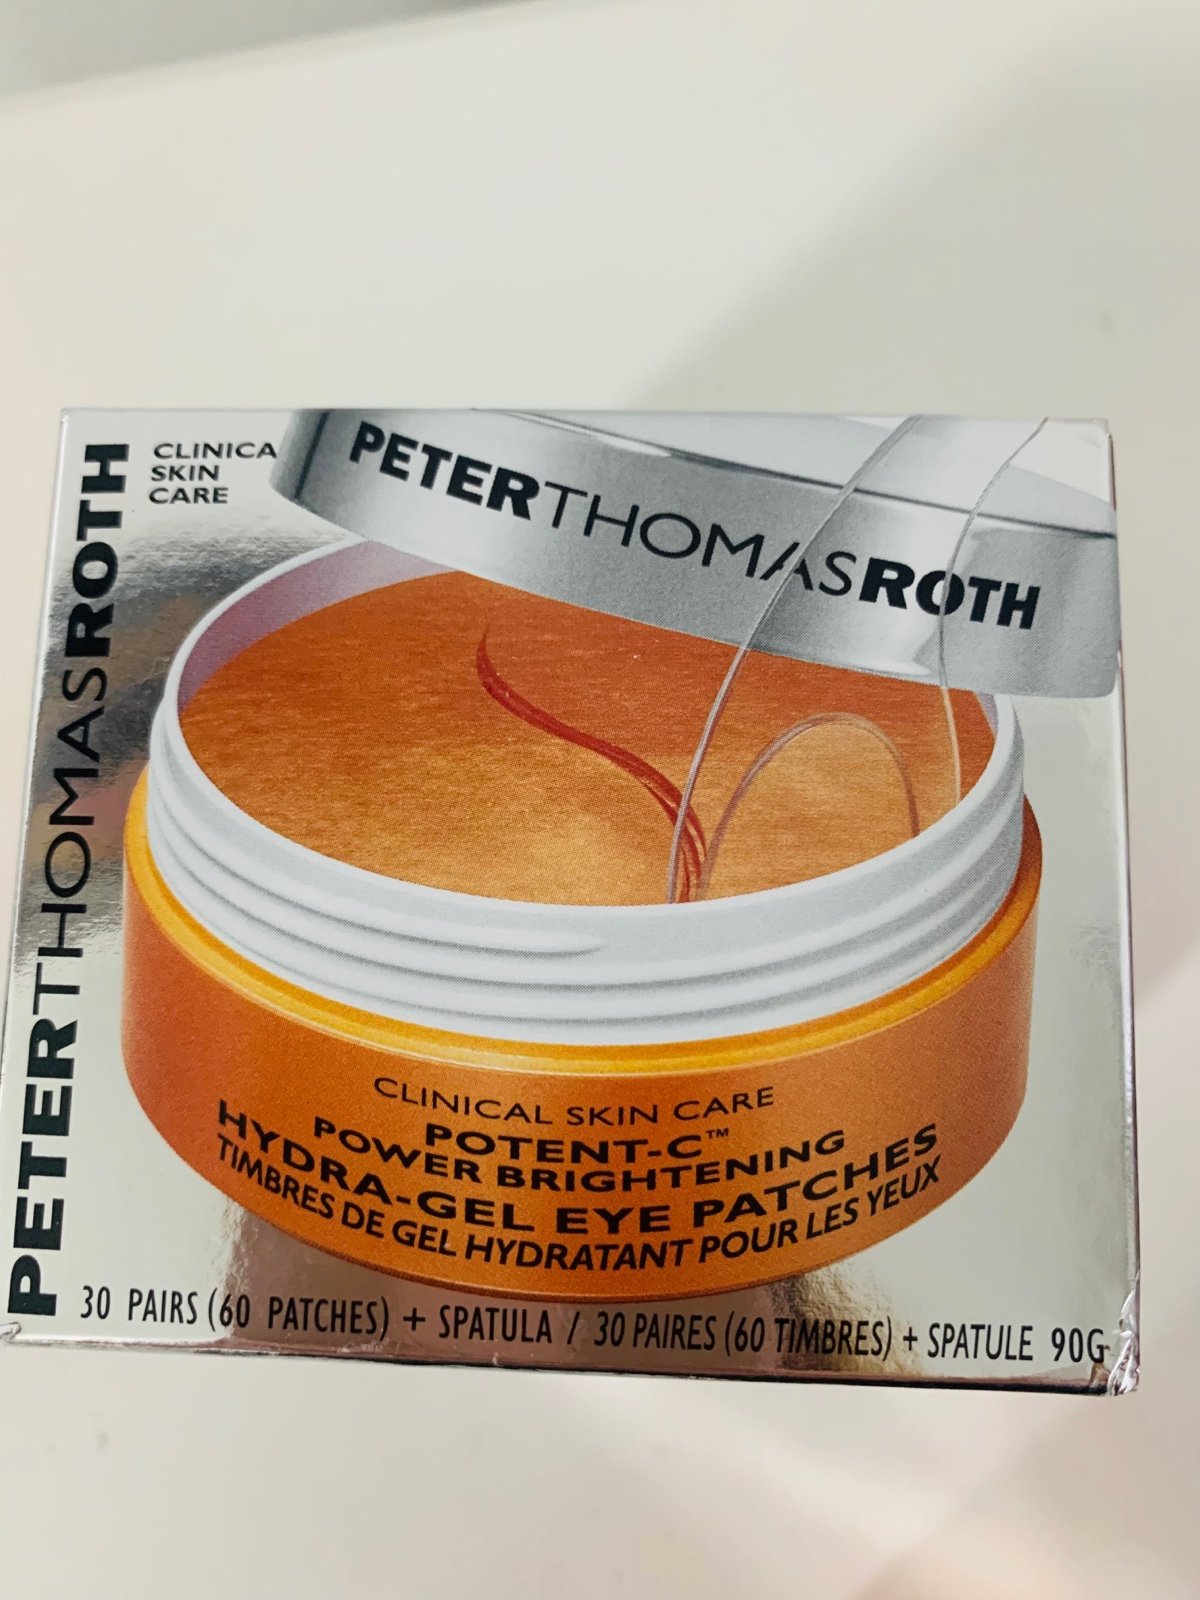 PETERTHOMASROTH
CLINICA
SKIN
CARE
PETERTHOMASROTH
CLINICAL SKIN CARE
POTENT-C™
POWER BRIGHTENING
HYDRA-GEL EYE PATCHES
TIMBRES DE GEL HYDRATANT POUR LES YEUX
30 PAIRS (60 PATCHES) + SPATULA / 30 PAIRES (60 TIMBRES) + SPATULE 90G